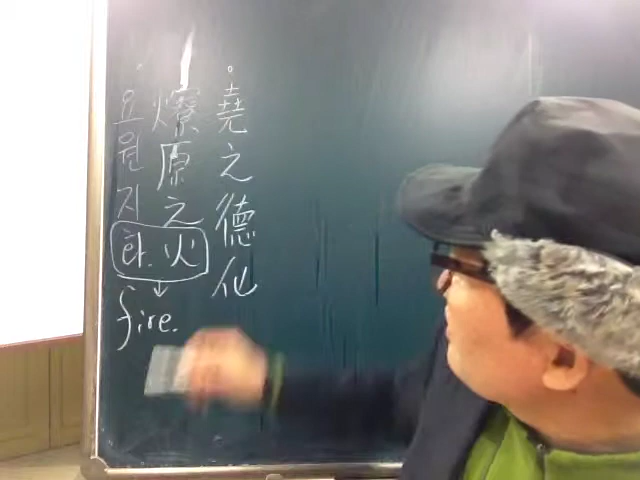 堯之德化
燎原之火
요원지화.
fire.